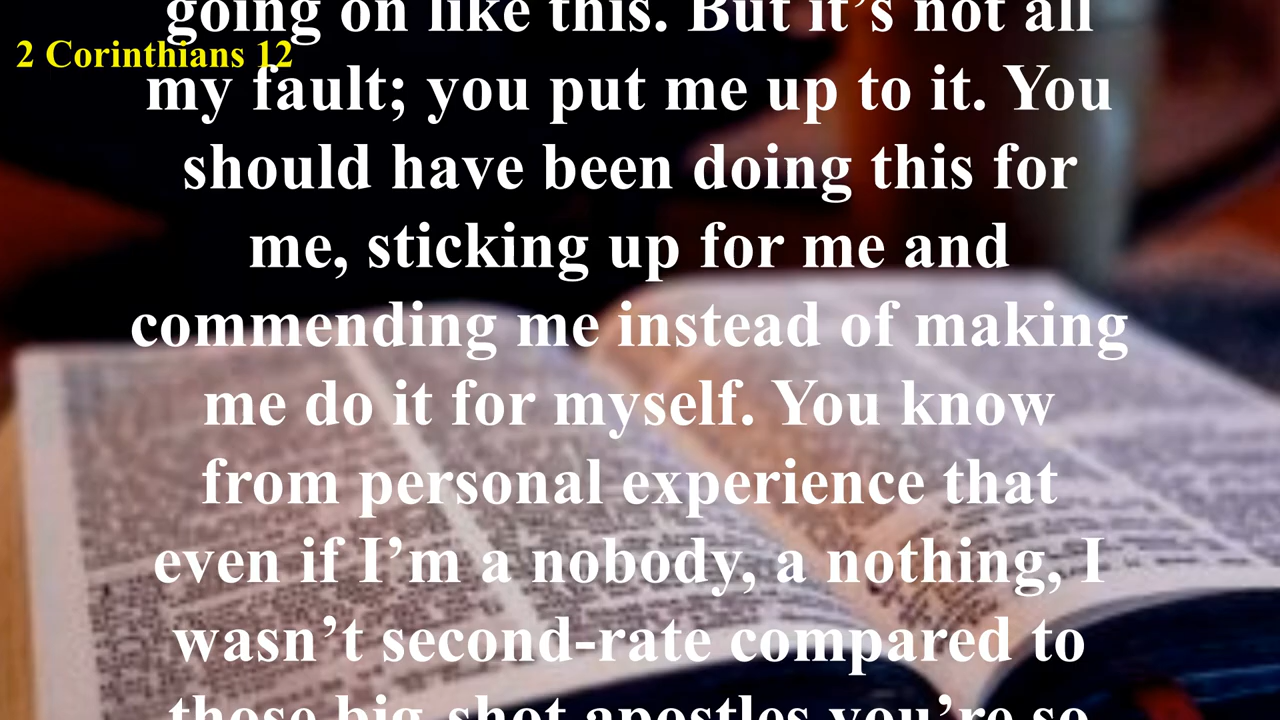 going on like this. But it’s not all
2 Corinthians 12
my fault; you put me up to it. You
should have been doing this for
me, sticking up for me and
commending me instead of making
me do it for myself. You know
from personal experience that
even if I’m a nobody, a nothing, I
wasn’t second-rate compared to
those big-shot apostles you’re so